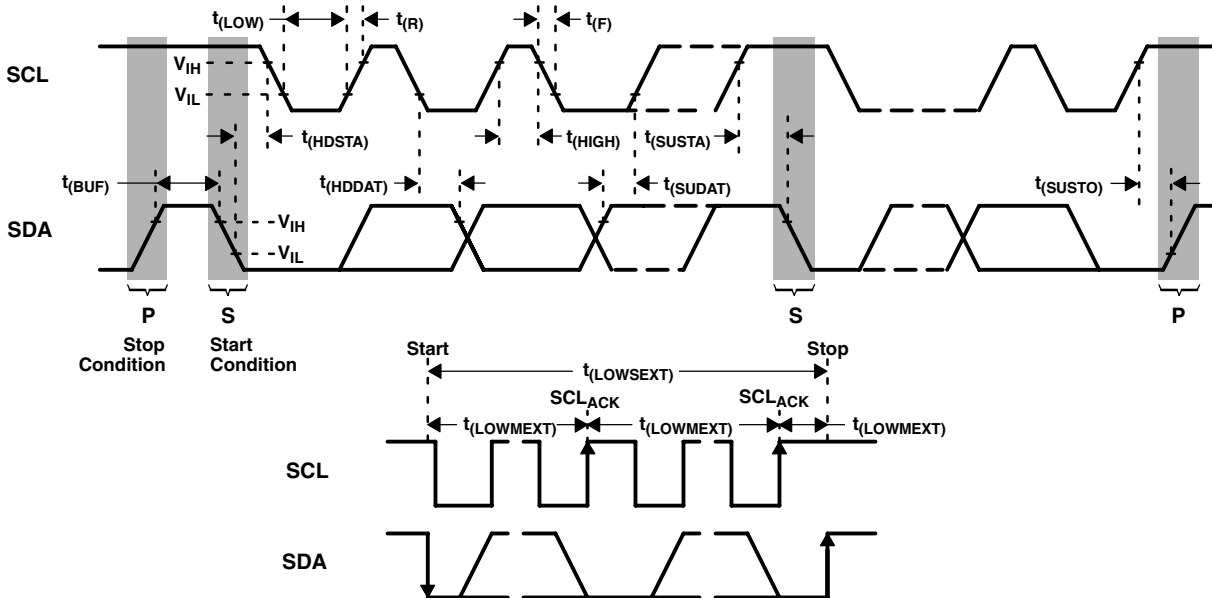 t(LOW) t(R) t(F)
SCL
VIH
VIL
t(HDSTA) t(HIGH) t(SUSTA)
t(BUF) t(HDDAT) t(SUDAT) t(SUSTO)
SDA
VIH
VIL
P S S P
Stop Condition
Start Condition
Start Stop
t(LOWSEXT)
SCLACK SCLACK
t(LOWMEXT) t(LOWMEXT) t(LOWMEXT)
SCL
SDA